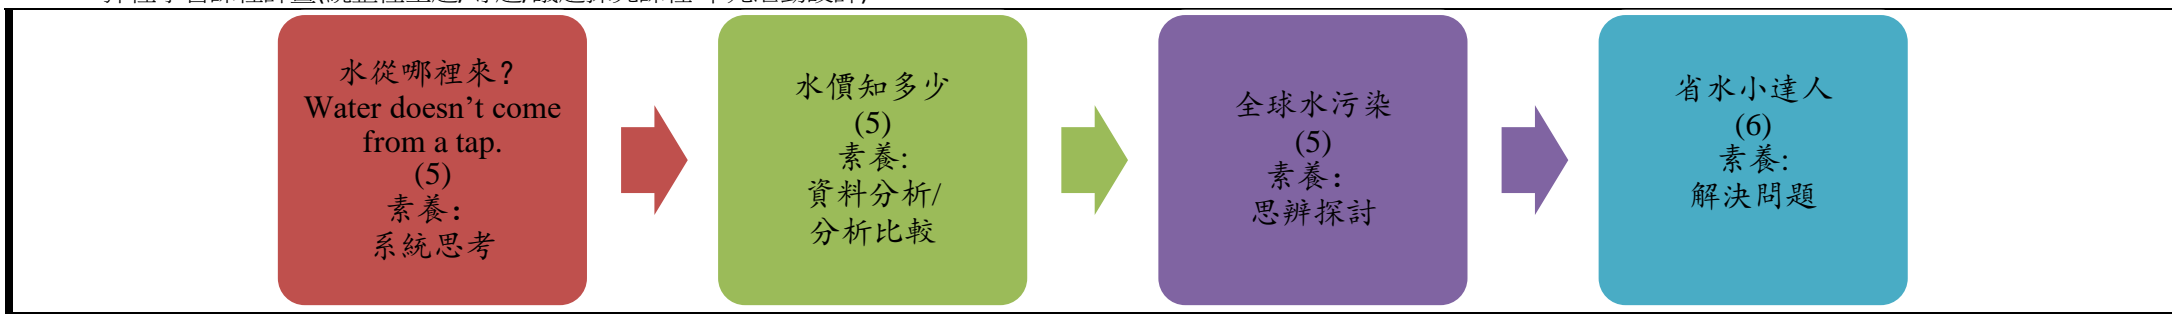 水從哪裡來?
Water doesn't come
from a tap.
(5)
素養:
系統思考
水價知多少
(5)
素養:
資料分析/
分析比較
全球水污染
(5)
素養:
思辨探討
省水小達人
(6)
素養:
解決問題